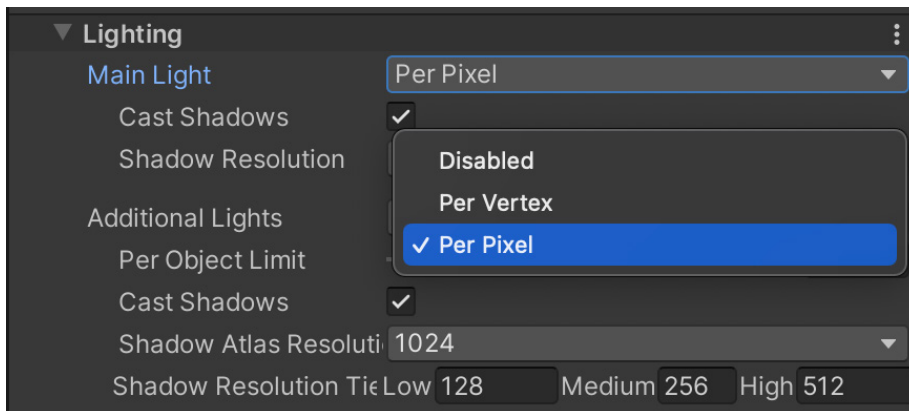 Lighting
Main Light Per Pixel
Cast Shadows
Shadow Resolution
Disabled
Per Vertex
Per Pixel
Additional Lights
Per Object Limit
Cast Shadows
Shadow Atlas Resoluti 1024
Shadow Resolution Tie Low 128 Medium 256 High 512